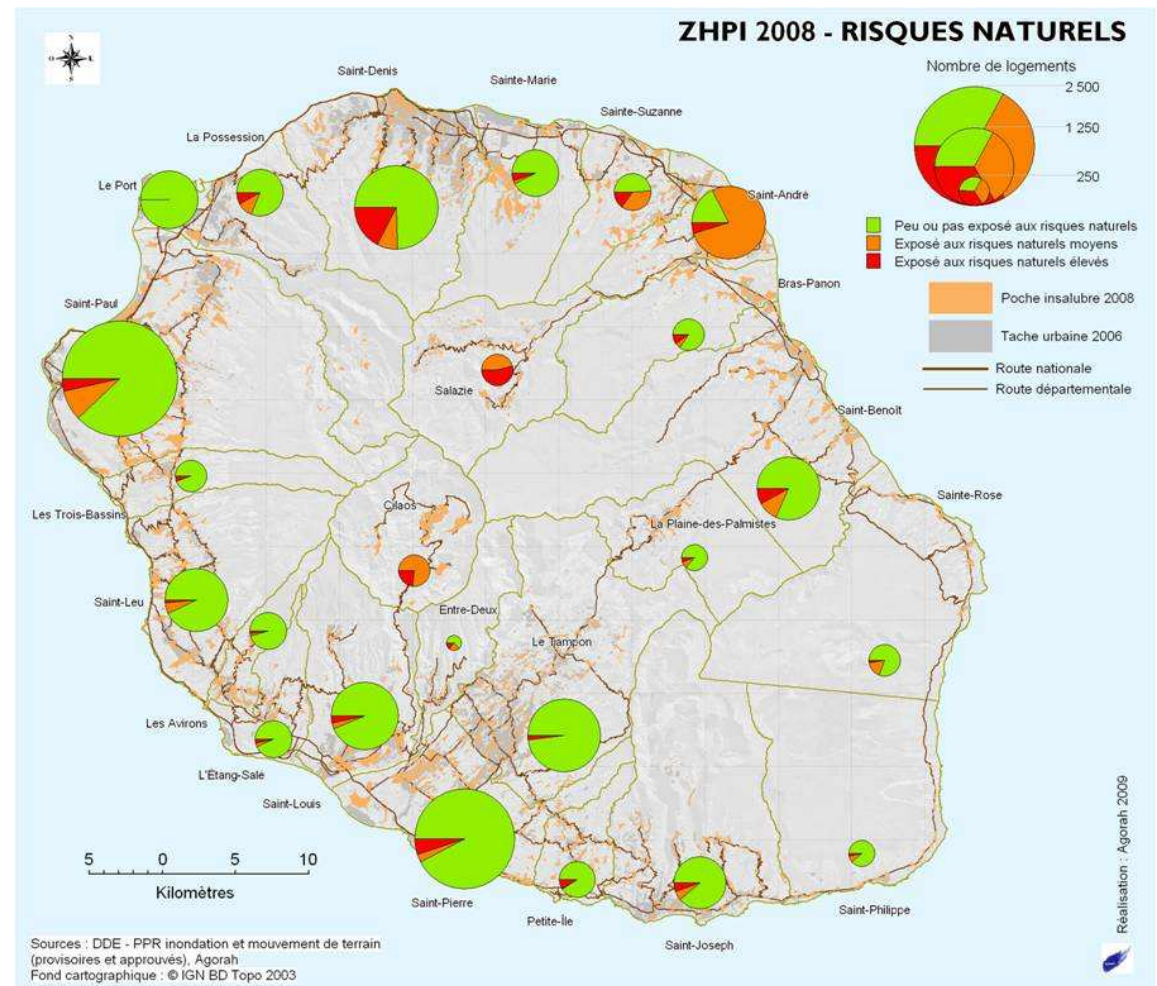 ZHPI 2008 - RISQUES NATURELS
Nombre de logements
2 500
1 250
250
Peu ou pas exposé aux risques naturels
Exposé aux risques naturels moyens
Exposé aux risques naturels élevés
Poche insalubre 2008
Tache urbaine 2006
Route nationale
Route départementale
N
O
E
S
Saint-Denis
Sainte-Marie
Sainte-Suzanne
La Possession
Le Port
Saint-André
Bras-Panon
Saint-Paul
Salazie
Saint-Benoît
Les Trois-Bassins
Cilaos
Sainte-Rose
La Plaine-des-Palmistes
Saint-Leu
Entre-Deux
Le Tampon
Les Avirons
L'Étang-Salé
Saint-Louis
Saint-Pierre
Petite-Île
Saint-Joseph
Saint-Philippe
5 0 5 10
Kilomètres
Sources : DDE - PPR inondation et mouvement de terrain
(provisoires et approuvés), Agorah
Fond cartographique : © IGN BD Topo 2003
Réalisation : Agorah 2009